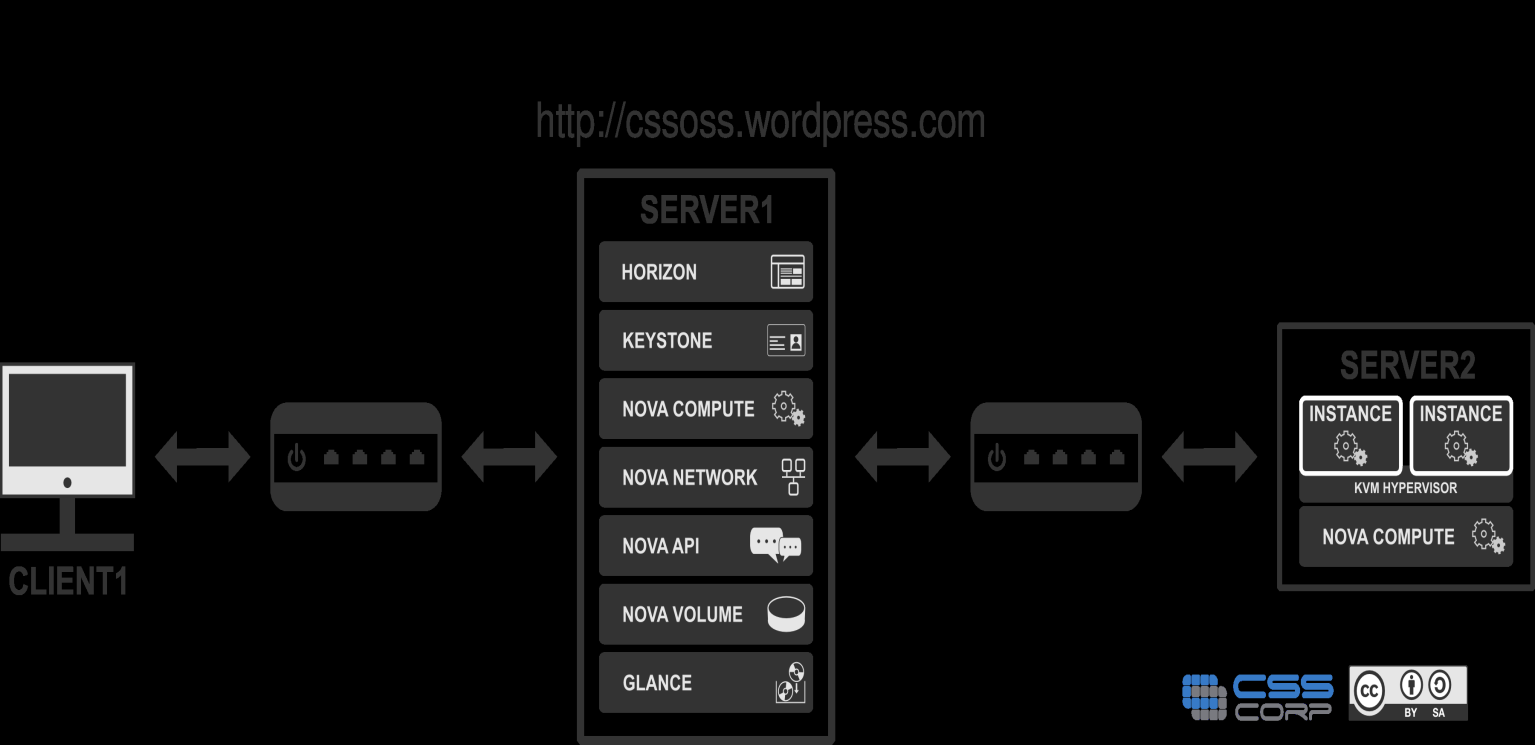 http://cssoss.wordpress.com
SERVER1
HORIZON
KEYSTONE
NOVA COMPUTE
NOVA NETWORK
NOVA API
NOVA VOLUME
GLANCE
CLIENT1
SERVER2
INSTANCE INSTANCE
KVM HYPERVISOR
NOVA COMPUTE
CSS
CORP
cc
BY SA